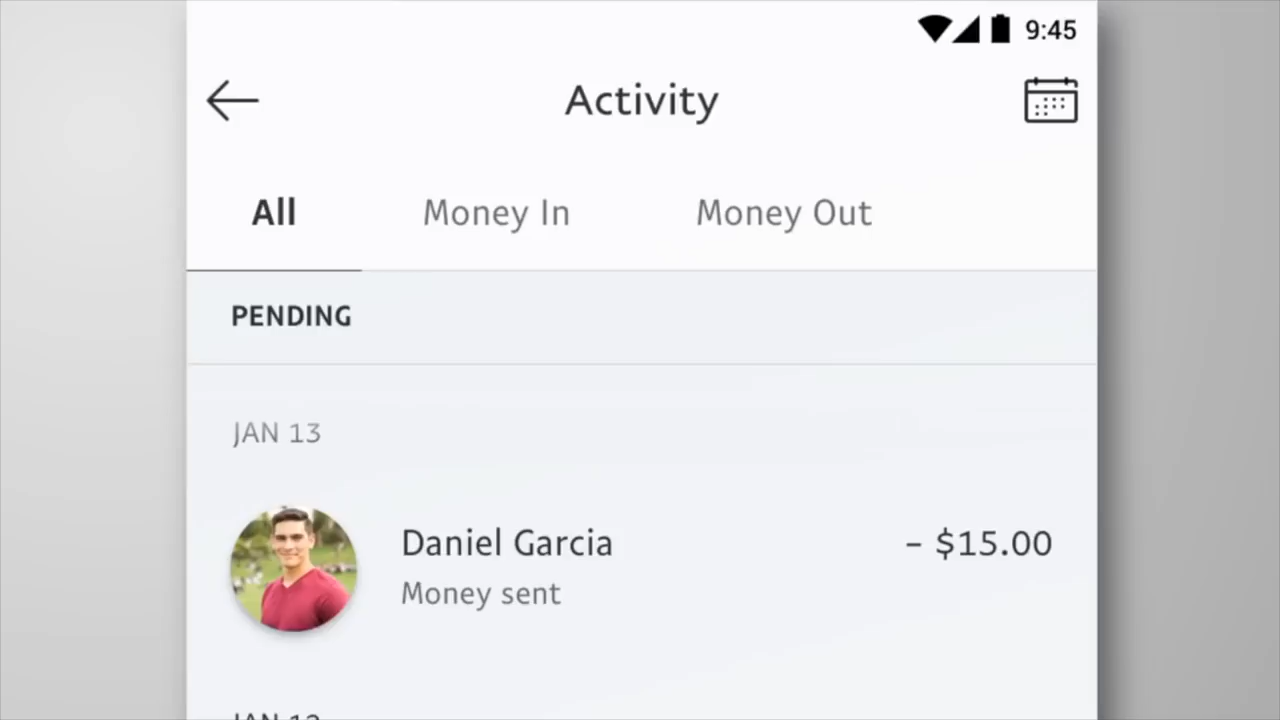 9:45
Activity
All Money In Money Out
PENDING
JAN 13
Daniel Garcia - $15.00
Money sent